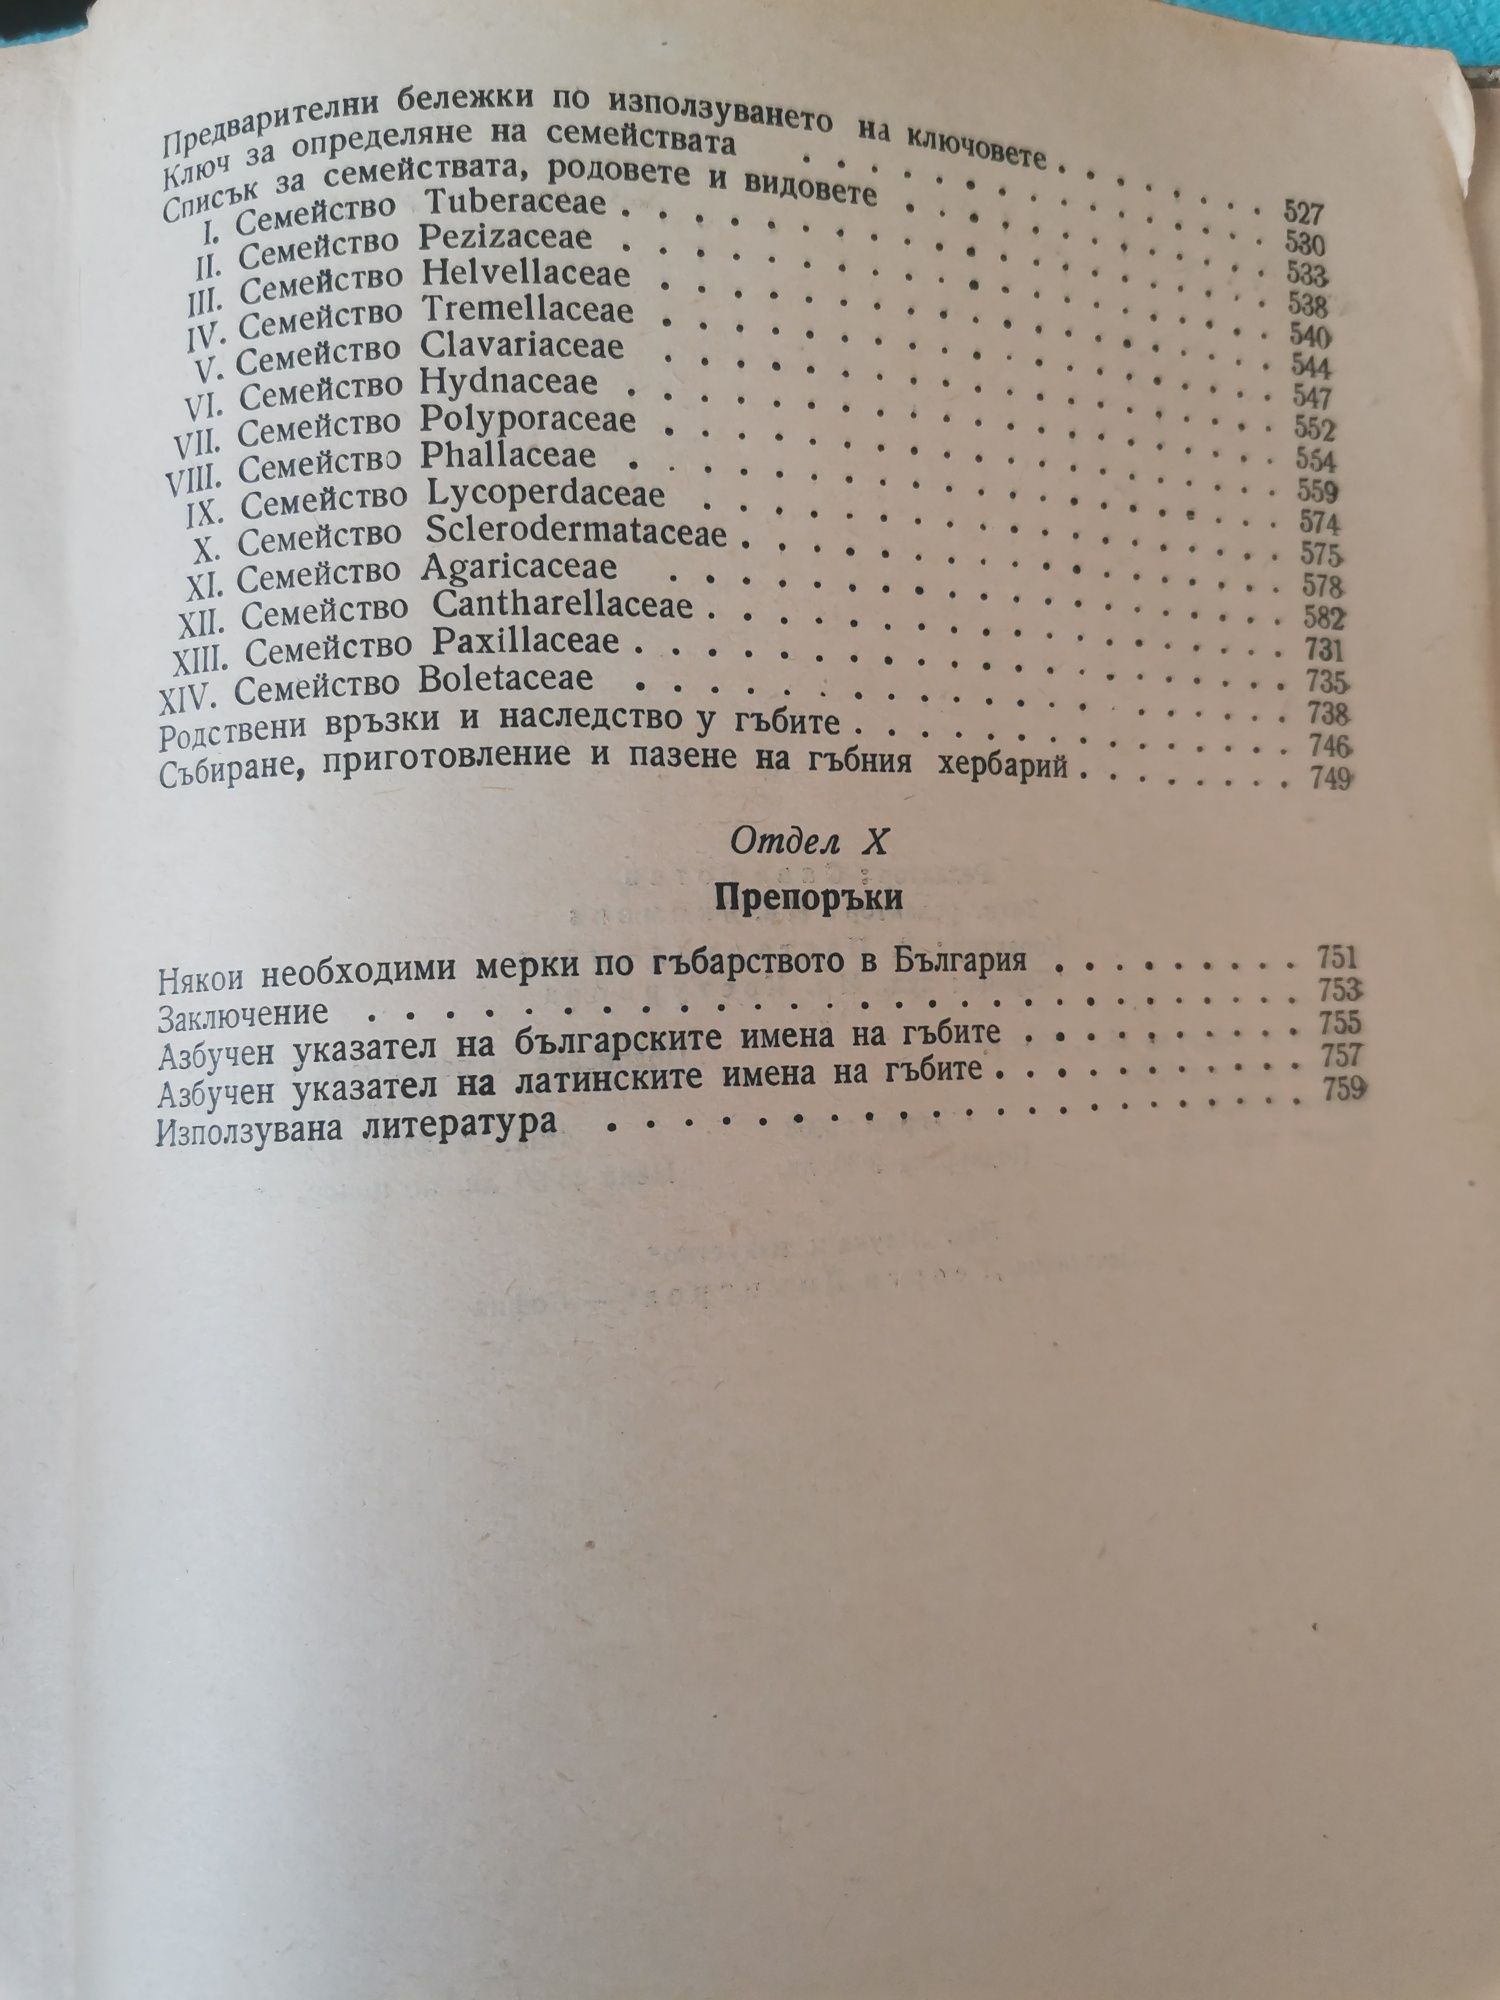 Предварителни бележки по използуването на ключовете . . . . . . . . 527
Ключ за определяне на семействата . . . . . . . . . . . . . . 530
Списък за семействата, родовете и видовете . . . . . . . . . . . 533
I. Семейство Tuberaceae . . . . . . . . . . . . . . . . . 538
II. Семейство Pezizaceae . . . . . . . . . . . . . . . . . 540
III. Семейство Helvellaceae . . . . . . . . . . . . . . . . 544
IV. Семейство Tremellaceae . . . . . . . . . . . . . . . . 547
V. Семейство Clavariaceae . . . . . . . . . . . . . . . . 552
VI. Семейство Hydnaceae . . . . . . . . . . . . . . . . . 554
VII. Семейство Polyporaceae . . . . . . . . . . . . . . . . 559
VIII. Семейство Phallaceae . . . . . . . . . . . . . . . . . 574
IX. Семейство Lycoperdaceae . . . . . . . . . . . . . . . 575
X. Семейство Sclerodermataceae . . . . . . . . . . . . . . 578
XI. Семейство Agaricaceae . . . . . . . . . . . . . . . . 582
XII. Семейство Cantharellaceae . . . . . . . . . . . . . . . 731
XIII. Семейство Paxillaceae . . . . . . . . . . . . . . . . . 735
XIV. Семейство Boletaceae . . . . . . . . . . . . . . . . . 738
Родствени връзки и наследство у гъбите . . . . . . . . . . . . 746
Събиране, приготовление и пазене на гъбния хербарий . . . . . . . . 749
Отдел X
Препоръки
Някои необходими мерки по гъбарството в България . . . . . . . . . 751
Заключение . . . . . . . . . . . . . . . . . . . . . . . . 753
Азбучен указател на българските имена на гъбите . . . . . . . . . 755
Азбучен указател на латинските имена на гъбите . . . . . . . . . . 757
Използувана литература . . . . . . . . . . . . . . . . . . 759